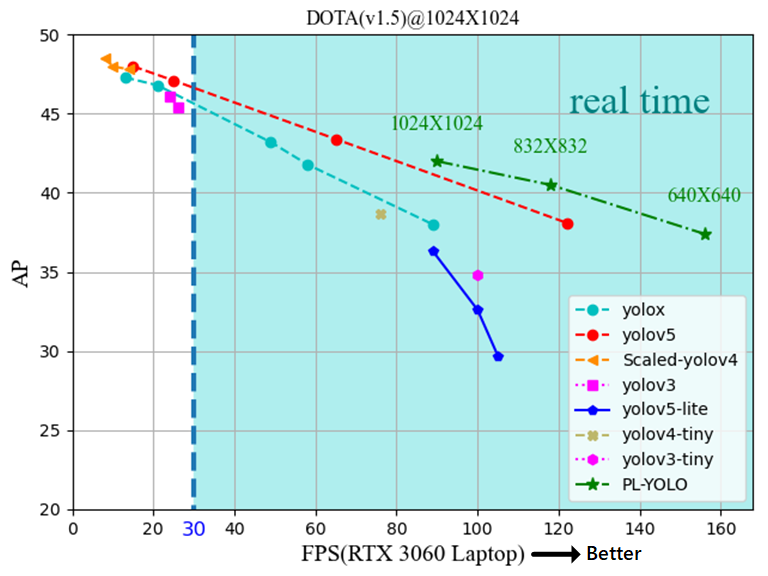 DOTA(v1.5)@1024X1024
50
45
40
35
30
25
20
AP
real time
1024X1024
832X832
640X640
yolox
yolov5
Scaled-yolov4
yolov3
yolov5-lite
yolov4-tiny
yolov3-tiny
PL-YOLO
0 20 30 40 60 80 100 120 140 160
FPS(RTX 3060 Laptop) Better